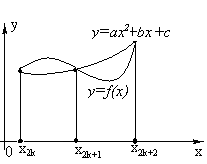 y
y=ax²+bx+c
y=f(x)
0 x₂ₖ x₂ₖ₊₁ x₂ₖ₊₂ x